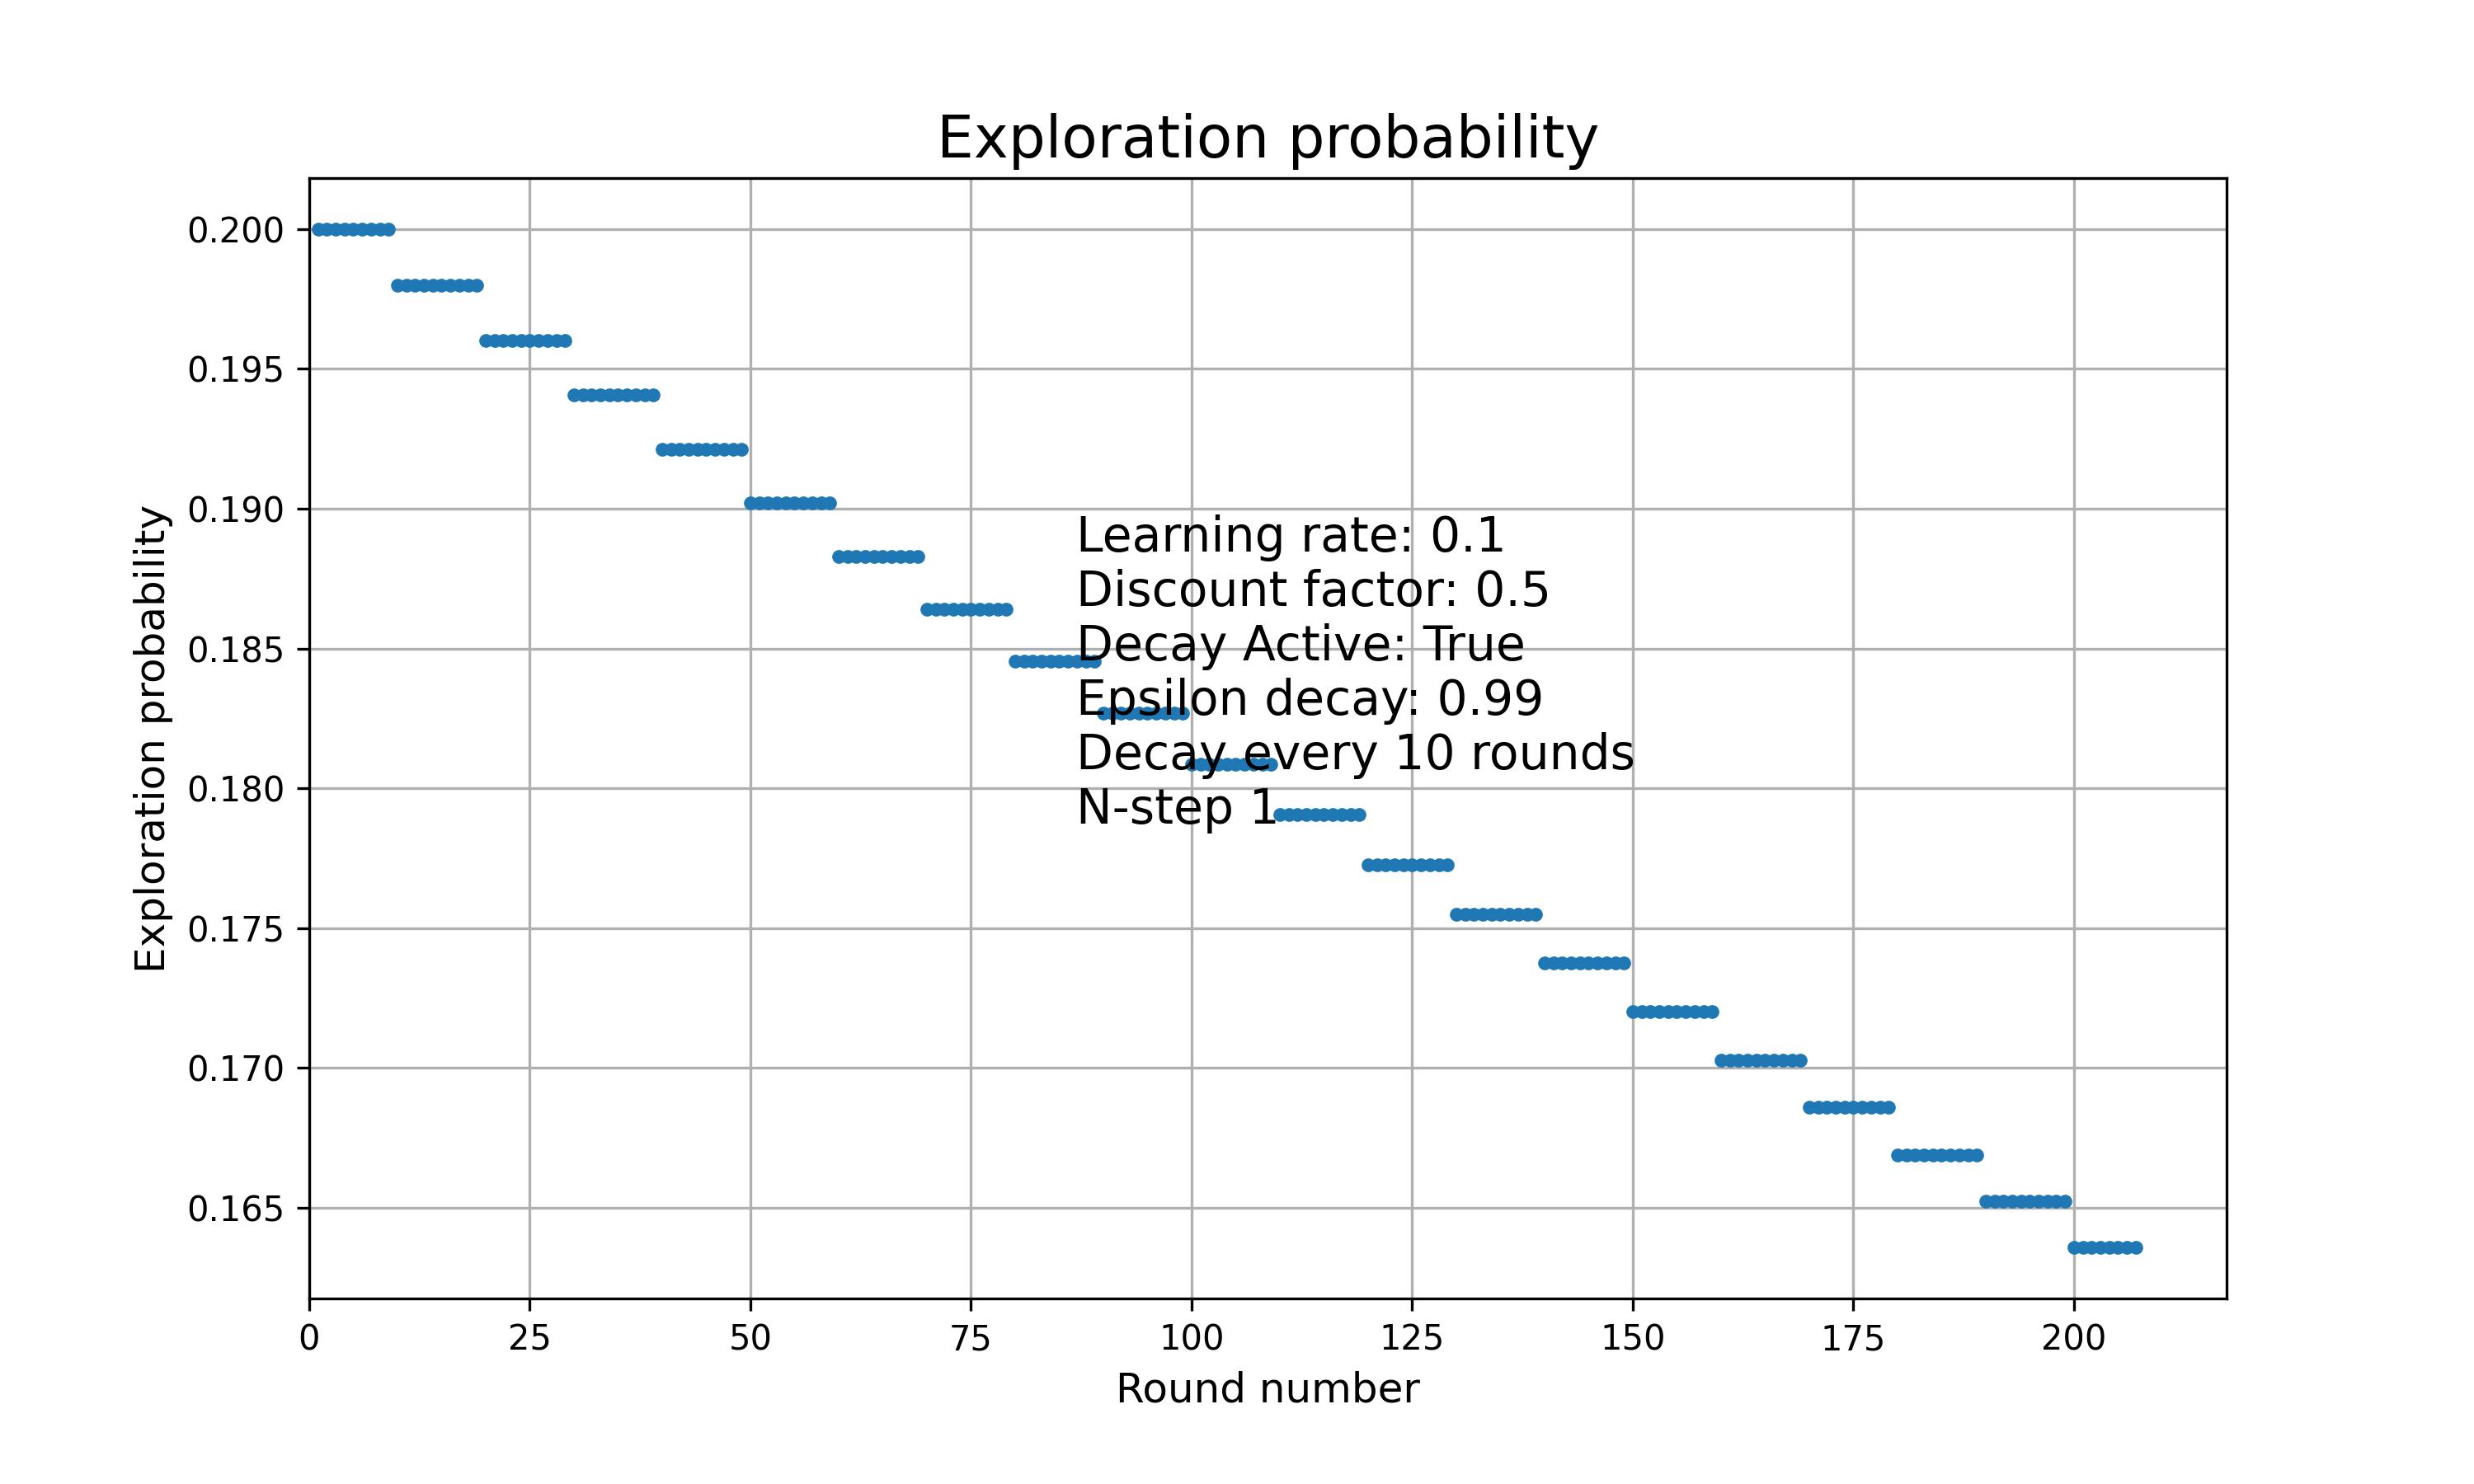 Exploration probability
Exploration probability
0.200
0.195
0.190
0.185
0.180
0.175
0.170
0.165
Learning rate: 0.1
Discount factor: 0.5
Decay Active: True
Epsilon decay: 0.99
Decay every 10 rounds
N-step 1
0 25 50 75 100 125 150 175 200
Round number